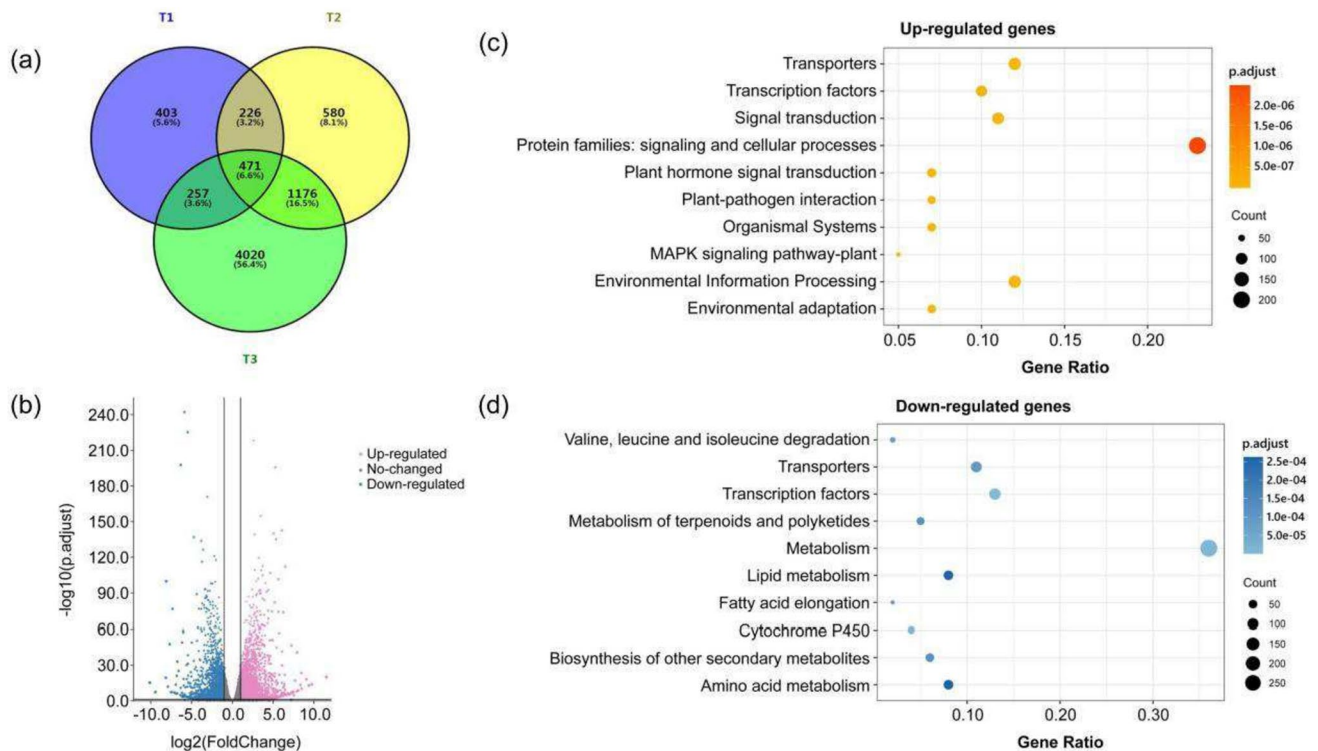 (a)
T1
T2
403
(5.6%)
226
(3.2%)
580
(8.1%)
471
(6.6%)
257
(3.6%)
1176
(16.5%)
4020
(56.4%)
T3
(b)
-log10(p.adjust)
240.0
210.0
180.0
150.0
120.0
90.0
60.0
30.0
0.0
-10.0 -5.0 0.0 5.0 10.0
log2(FoldChange)
Up-regulated
No-changed
Down-regulated
(c)
Up-regulated genes
Transporters
Transcription factors
Signal transduction
Protein families: signaling and cellular processes
Plant hormone signal transduction
Plant-pathogen interaction
Organismal Systems
MAPK signaling pathway-plant
Environmental Information Processing
Environmental adaptation
0.05 0.10 0.15 0.20
Gene Ratio
p.adjust
2.0e-06
1.5e-06
1.0e-06
5.0e-07
Count
50
100
150
200
(d)
Down-regulated genes
Valine, leucine and isoleucine degradation
Transporters
Transcription factors
Metabolism of terpenoids and polyketides
Metabolism
Lipid metabolism
Fatty acid elongation
Cytochrome P450
Biosynthesis of other secondary metabolites
Amino acid metabolism
0.10 0.20 0.30
Gene Ratio
p.adjust
2.5e-04
2.0e-04
1.5e-04
1.0e-04
5.0e-05
Count
50
100
150
200
250